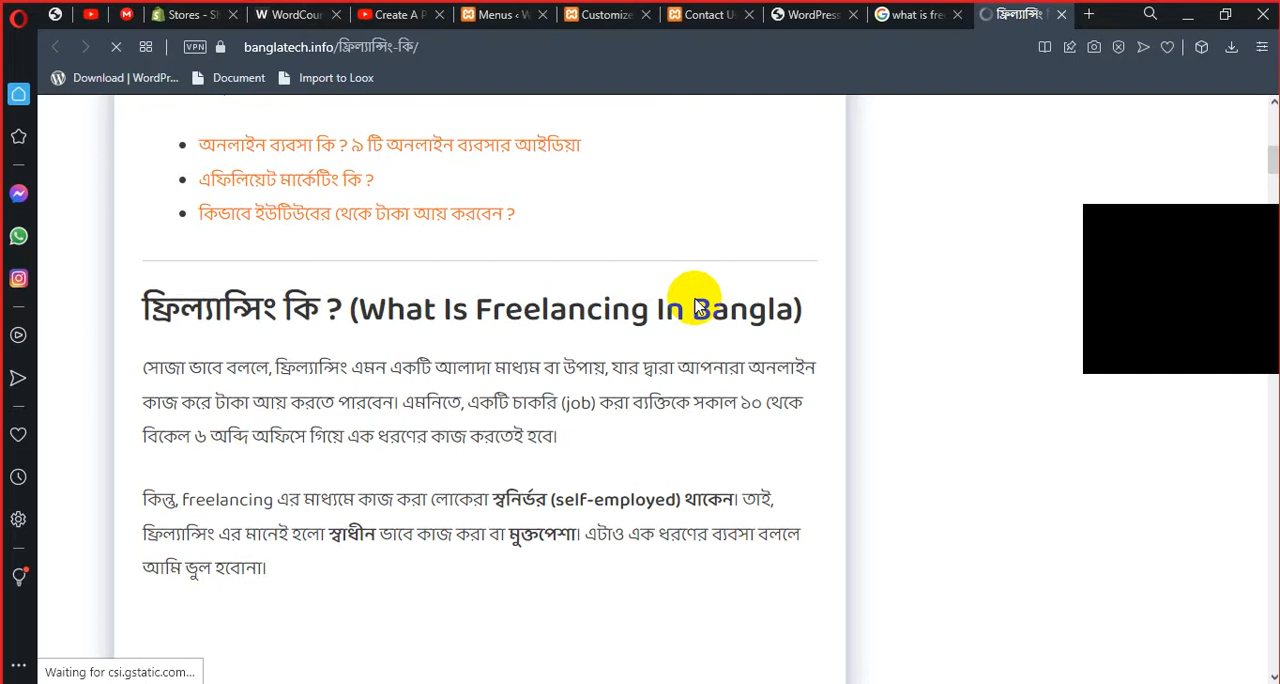 Stores - S
WordCou
Create A P
Menus ‹ W
Customize
Contact U
WordPress
what is fre
ফ্রিল্যান্সিং
VPN
banglatech.info/ফ্রিল্যান্সিং-কি/
Download | WordPr...
Document
Import to Loox
অনলাইন ব্যবসা কি ? ৯ টি অনলাইন ব্যবসার আইডিয়া
এফিলিয়েট মার্কেটিং কি ?
কিভাবে ইউটিউবের থেকে টাকা আয় করবেন ?
ফ্রিল্যান্সিং কি ? (What Is Freelancing In Bangla)
সোজা ভাবে বললে, ফ্রিল্যান্সিং এমন একটি আলাদা মাধ্যম বা উপায়, যার দ্বারা আপনারা অনলাইন
কাজ করে টাকা আয় করতে পারবেন। এমনিতে, একটি চাকরি (job) করা ব্যক্তিকে সকাল ১০ থেকে
বিকেল ৬ অব্দি অফিসে গিয়ে এক ধরণের কাজ করতেই হবে।
কিন্তু, freelancing এর মাধ্যমে কাজ করা লোকেরা স্বনির্ভর (self-employed) থাকেন। তাই,
ফ্রিল্যান্সিং এর মানেই হলো স্বাধীন ভাবে কাজ করা বা মুক্তপেশা। এটাও এক ধরণের ব্যবসা বললে
আমি ভুল হবোনা।
Waiting for csi.gstatic.com...